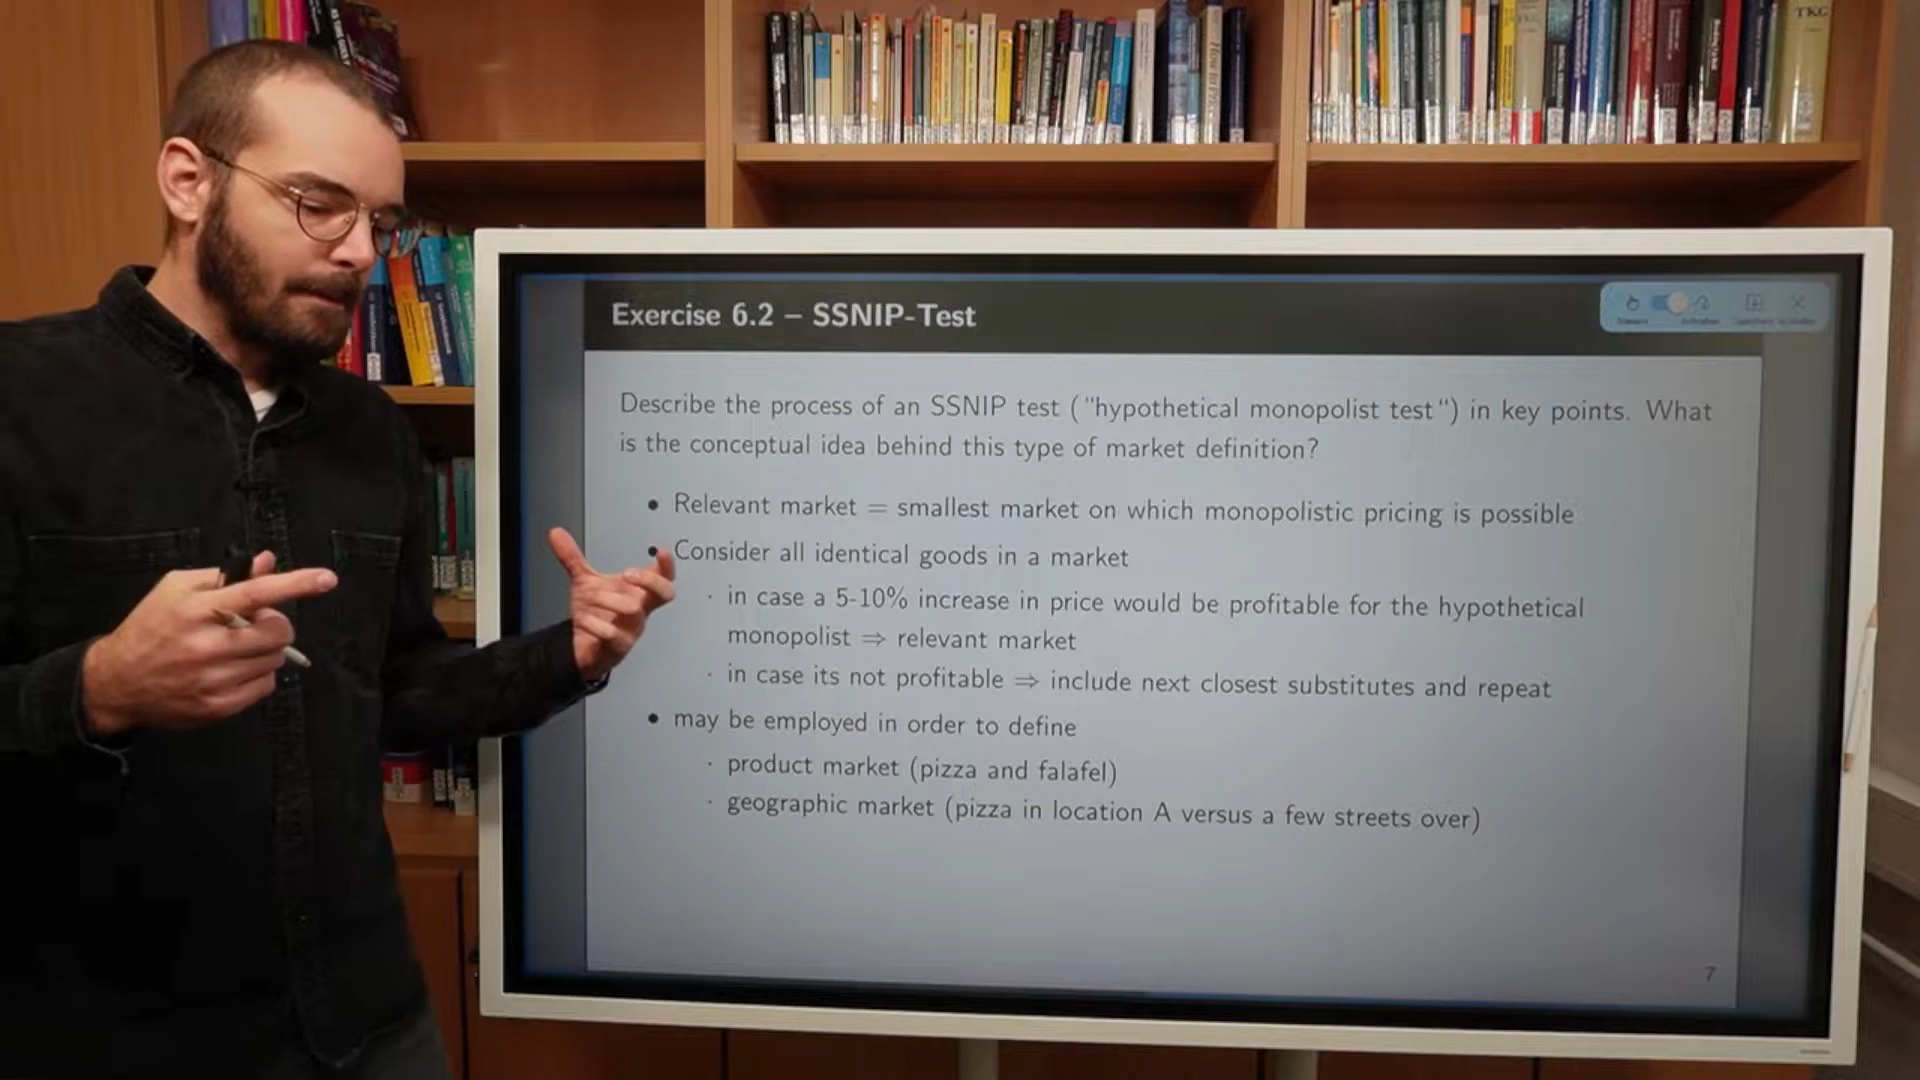 TKG
Exercise 6.2 – SSNIP-Test
Describe the process of an SSNIP test ("hypothetical monopolist test") in key points. What
is the conceptual idea behind this type of market definition?
• Relevant market = smallest market on which monopolistic pricing is possible
• Consider all identical goods in a market
· in case a 5-10% increase in price would be profitable for the hypothetical
monopolist ⇒ relevant market
· in case its not profitable ⇒ include next closest substitutes and repeat
• may be employed in order to define
· product market (pizza and falafel)
· geographic market (pizza in location A versus a few streets over)
7